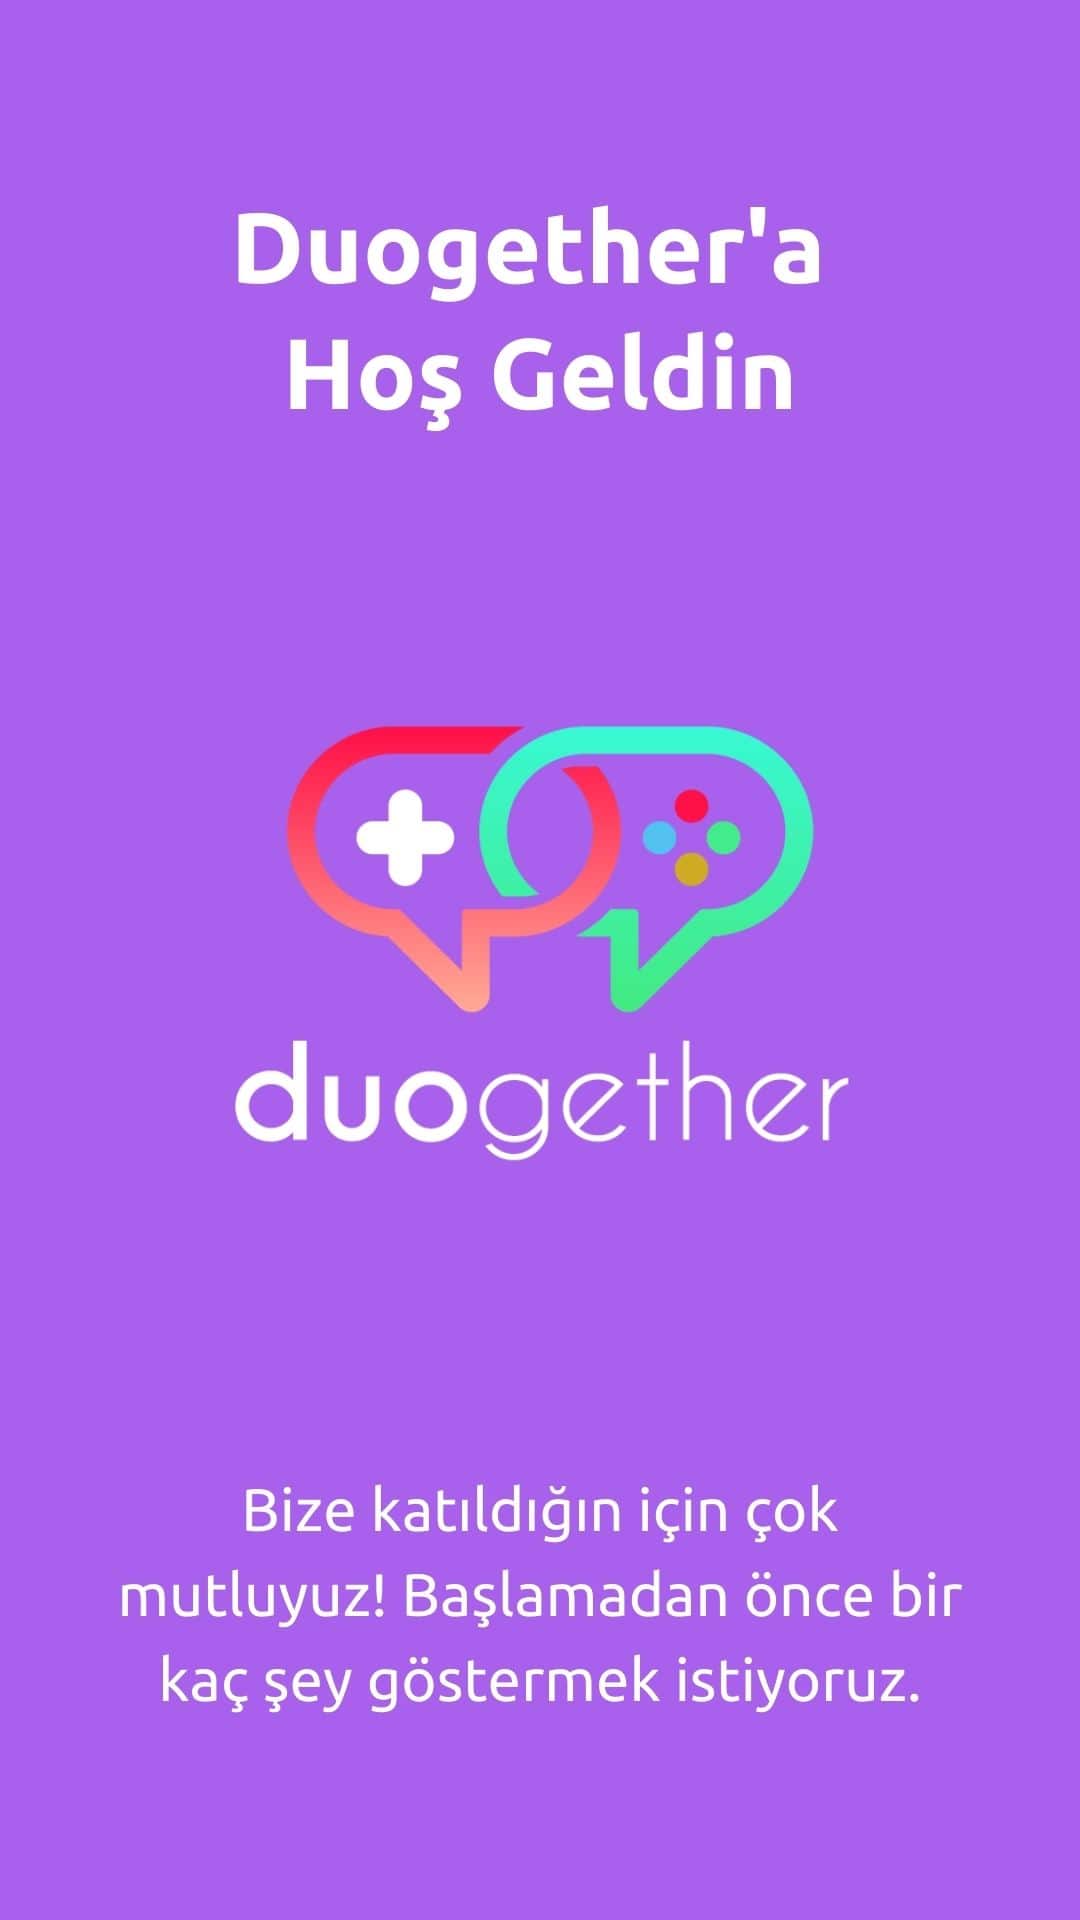 Duogether'a
Hoş Geldin
duogether
Bize katıldığın için çok
mutluyuz! Başlamadan önce bir
kaç şey göstermek istiyoruz.